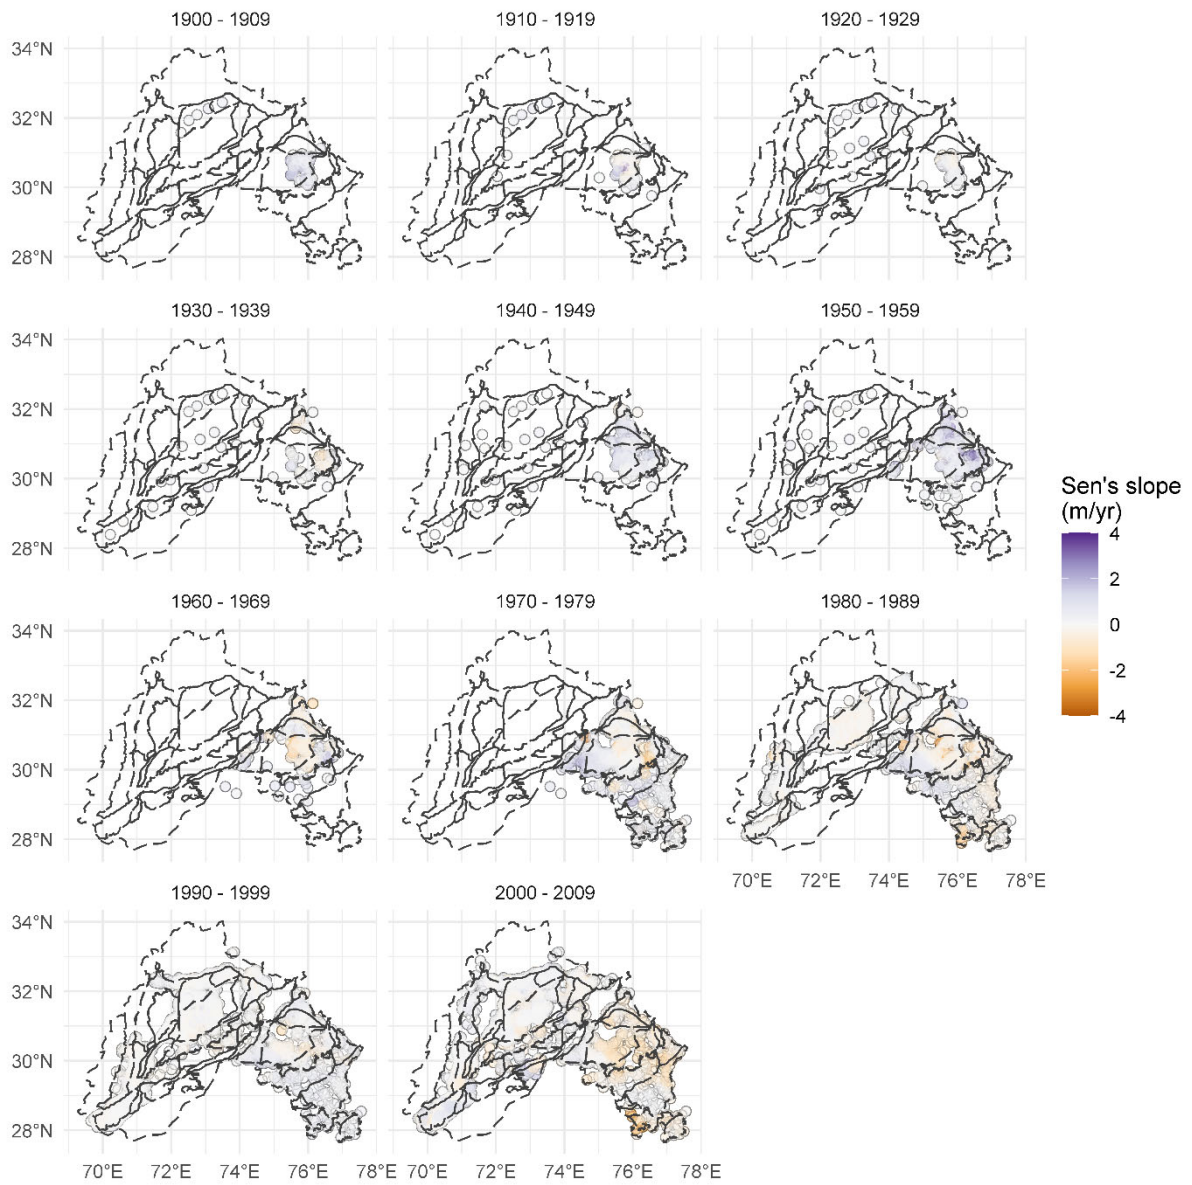 1900 - 1909
1910 - 1919
1920 - 1929
34°N
32°N
30°N
28°N
1930 - 1939
1940 - 1949
1950 - 1959
34°N
32°N
30°N
28°N
Sen's slope
(m/yr)
4
2
0
-2
-4
1960 - 1969
1970 - 1979
1980 - 1989
34°N
32°N
30°N
28°N
70°E 72°E 74°E 76°E 78°E
1990 - 1999
2000 - 2009
34°N
32°N
30°N
28°N
70°E 72°E 74°E 76°E 78°E
70°E 72°E 74°E 76°E 78°E